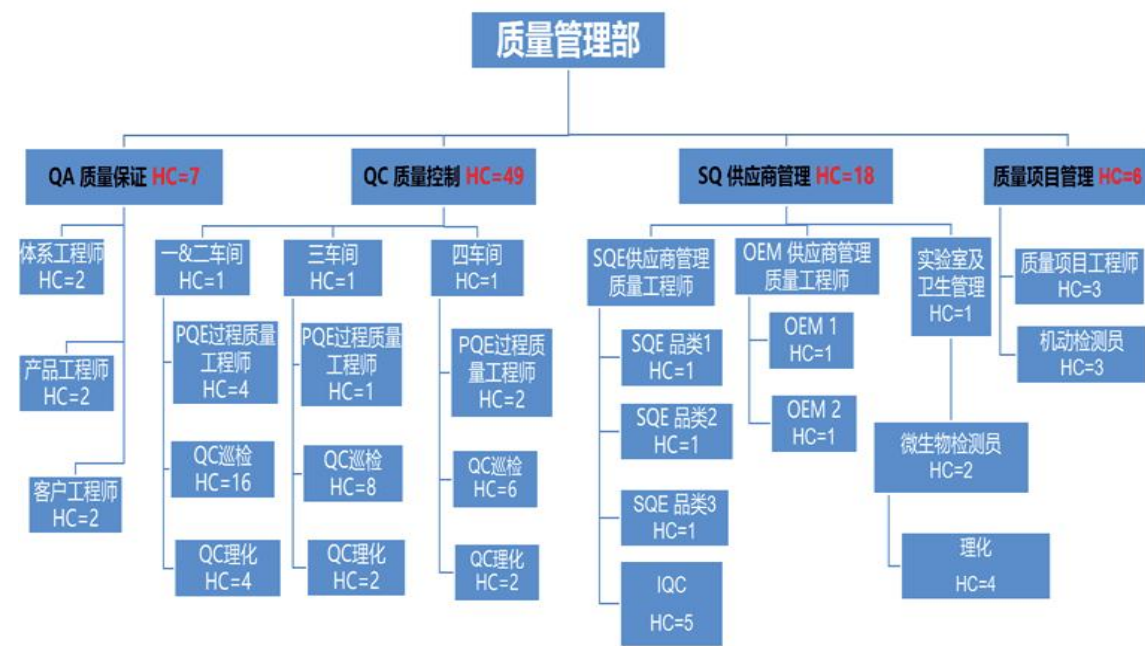 质量管理部
QA 质量保证 HC=7
QC 质量控制 HC=49
SQ 供应商管理 HC=18
质量项目管理 HC=6
体系工程师
HC=2
产品工程师
HC=2
客户工程师
HC=2
一&二车间
HC=1
PQE过程质量
工程师
HC=4
QC巡检
HC=16
QC理化
HC=4
三车间
HC=1
PQE过程质量
工程师
HC=1
QC巡检
HC=8
QC理化
HC=2
四车间
HC=1
PQE过程质
量工程师
HC=2
QC巡检
HC=6
QC理化
HC=2
SQE供应商管理
质量工程师
SQE 品类1
HC=1
SQE 品类2
HC=1
SQE 品类3
HC=1
IQC
HC=5
OEM 供应商管理
质量工程师
OEM 1
HC=1
OEM 2
HC=1
实验室及
卫生管理
HC=1
微生物检测员
HC=2
理化
HC=4
质量项目工程师
HC=3
机动检测员
HC=3